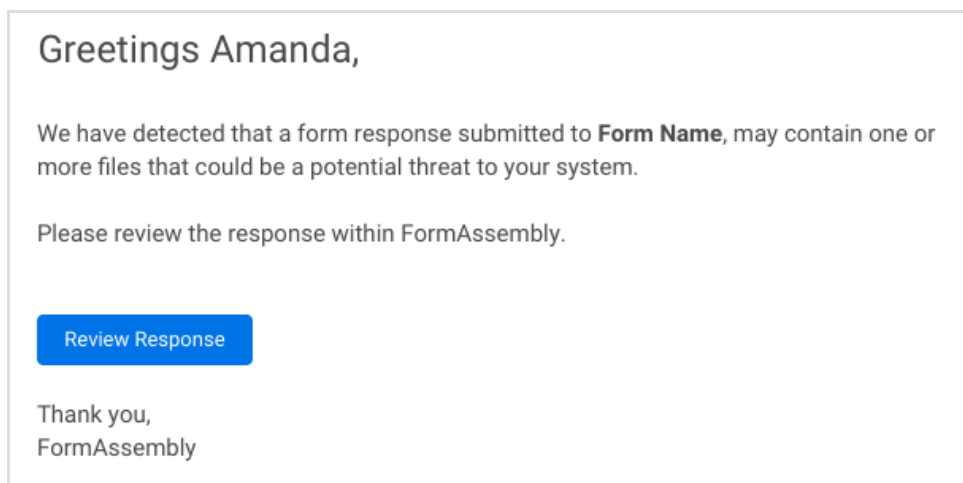 Greetings Amanda,
We have detected that a form response submitted to Form Name, may contain one or
more files that could be a potential threat to your system.
Please review the response within FormAssembly.
Review Response
Thank you,
FormAssembly